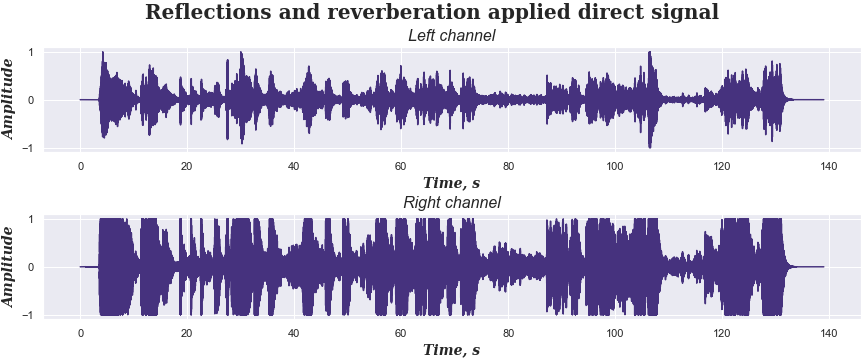 Reflections and reverberation applied direct signal
Left channel
Amplitude
1
0
−1
0 20 40 60 80 100 120 140
Time, s
Right channel
Amplitude
1
0
−1
0 20 40 60 80 100 120 140
Time, s